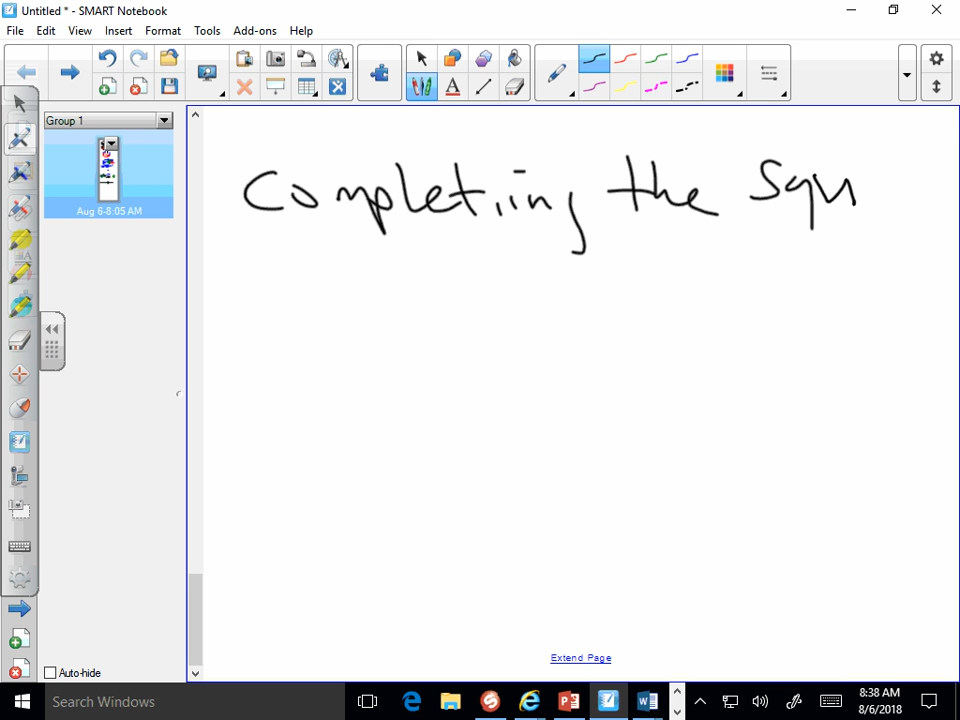 Untitled * - SMART Notebook
File Edit View Insert Format Tools Add-ons Help
Group 1
Aug 6-8:05 AM
Completiing the Squ
Extend Page
Auto-hide
Search Windows
8:38 AM
8/6/2018